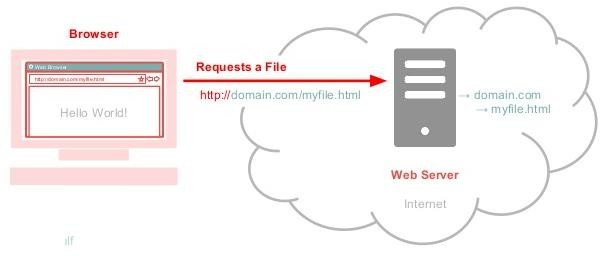 Browser
Web Browser
http://domain.com/myfile.html
Hello World!
Requests a File
http://domain.com/myfile.html
→ domain.com
→ myfile.html
Web Server
Internet